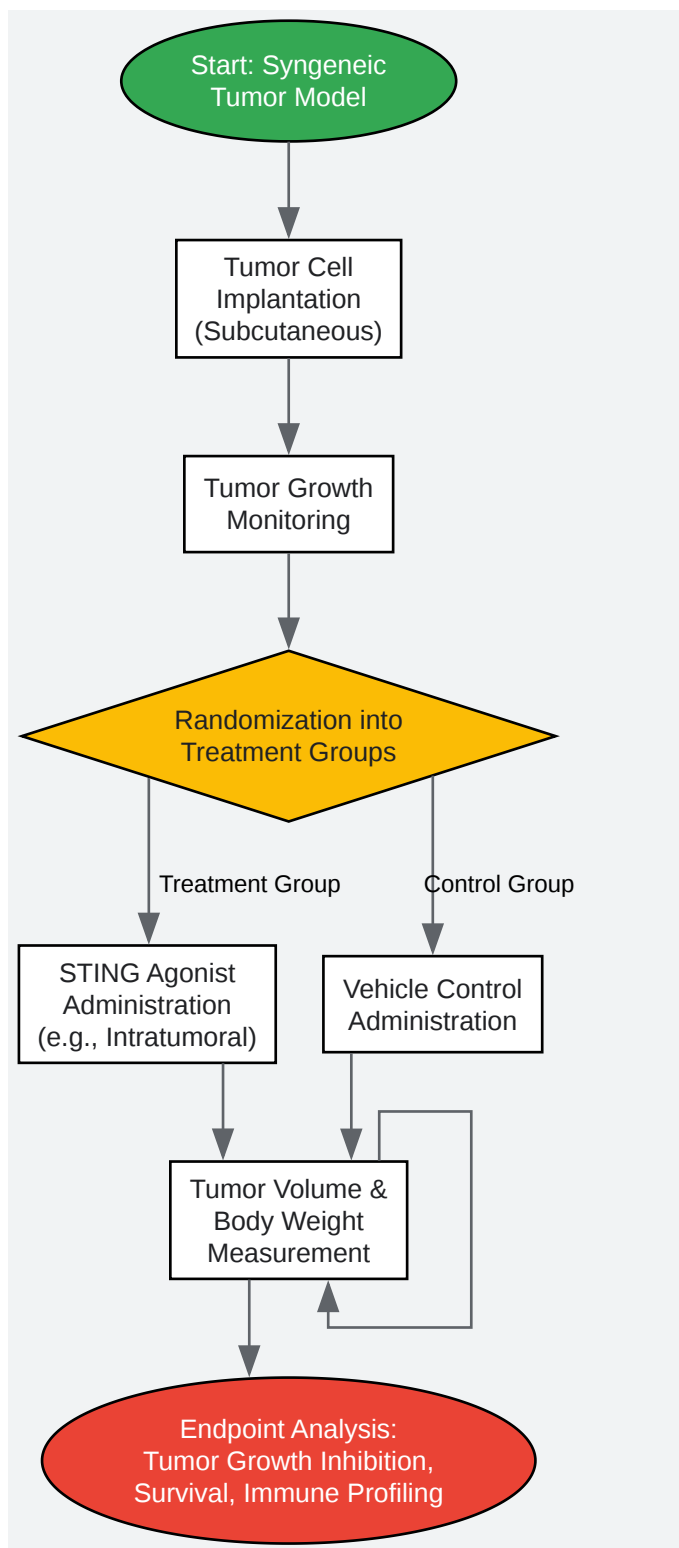 Start: Syngeneic
Tumor Model
Tumor Cell
Implantation
(Subcutaneous)
Tumor Growth
Monitoring
Randomization into
Treatment Groups
Treatment Group
Control Group
STING Agonist
Administration
(e.g., Intratumoral)
Vehicle Control
Administration
Tumor Volume &
Body Weight
Measurement
Endpoint Analysis:
Tumor Growth Inhibition,
Survival, Immune Profiling